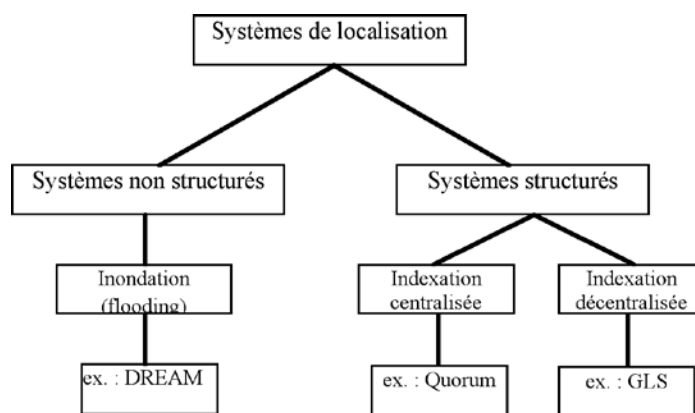 Systèmes de localisation
Systèmes non structurés
Systèmes structurés
Inondation
(flooding)
Indexation
centralisée
Indexation
décentralisée
ex. : DREAM
ex. : Quorum
ex. : GLS